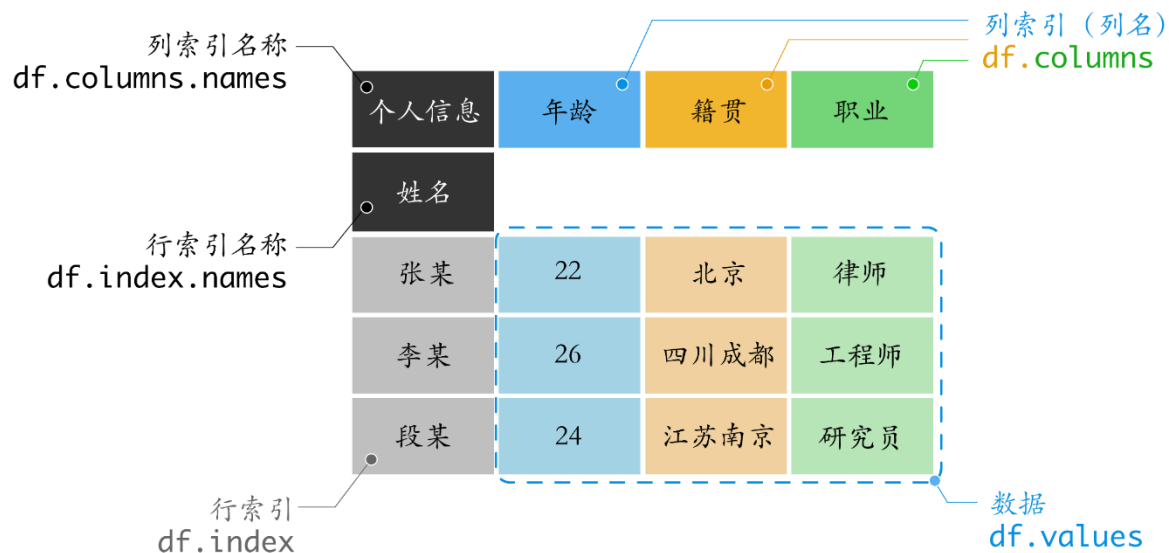 列索引名称
df.columns.names
列索引（列名）
df.columns
个人信息 年龄 籍贯 职业
姓名
行索引名称
df.index.names
张某 22 北京 律师
李某 26 四川成都 工程师
段某 24 江苏南京 研究员
行索引
df.index
数据
df.values